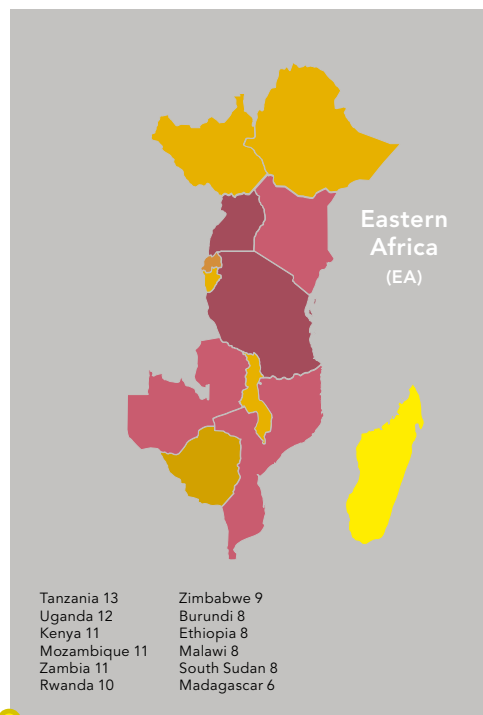 Eastern
Africa
(EA)
Tanzania 13
Uganda 12
Kenya 11
Mozambique 11
Zambia 11
Rwanda 10
Zimbabwe 9
Burundi 8
Ethiopia 8
Malawi 8
South Sudan 8
Madagascar 6